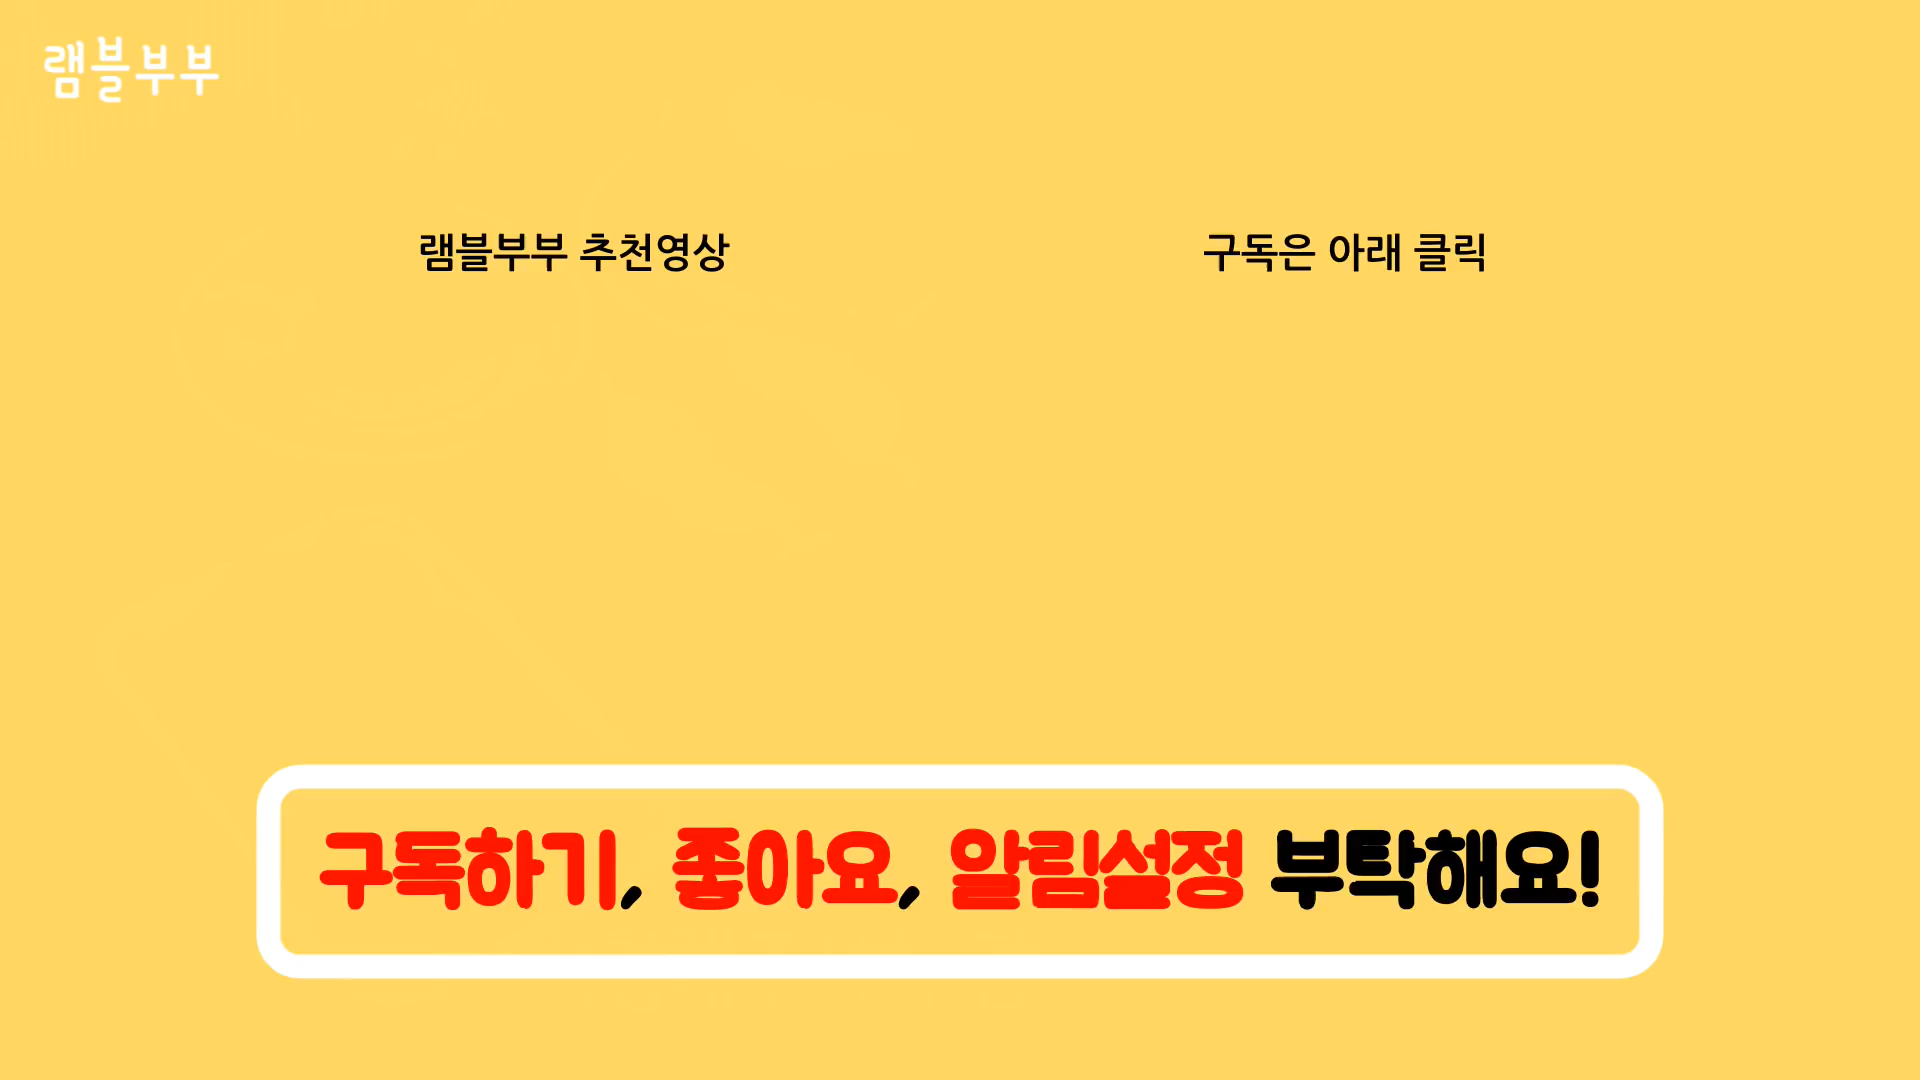 램블부부
램블부부 추천영상
구독은 아래 클릭
구독하기, 좋아요, 알림설정 부탁해요!